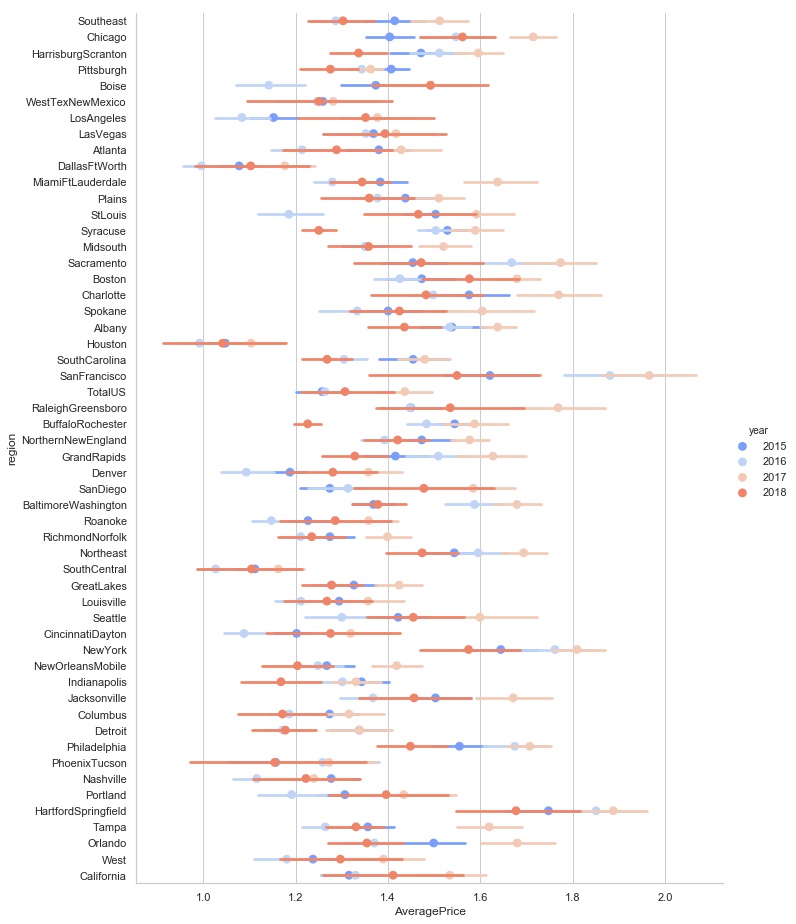 Southeast
Chicago
HarrisburgScranton
Pittsburgh
Boise
WestTexNewMexico
LosAngeles
LasVegas
Atlanta
DallasFtWorth
MiamiFtLauderdale
Plains
StLouis
Syracuse
Midsouth
Sacramento
Boston
Charlotte
Spokane
Albany
Houston
SouthCarolina
SanFrancisco
TotalUS
RaleighGreensboro
BuffaloRochester
NorthernNewEngland
GrandRapids
Denver
SanDiego
BaltimoreWashington
Roanoke
RichmondNorfolk
Northeast
SouthCentral
GreatLakes
Louisville
Seattle
CincinnatiDayton
NewYork
NewOrleansMobile
Indianapolis
Jacksonville
Columbus
Detroit
Philadelphia
PhoenixTucson
Nashville
Portland
HartfordSpringfield
Tampa
Orlando
West
California
region
1.0 1.2 1.4 1.6 1.8 2.0
AveragePrice
year
2015
2016
2017
2018